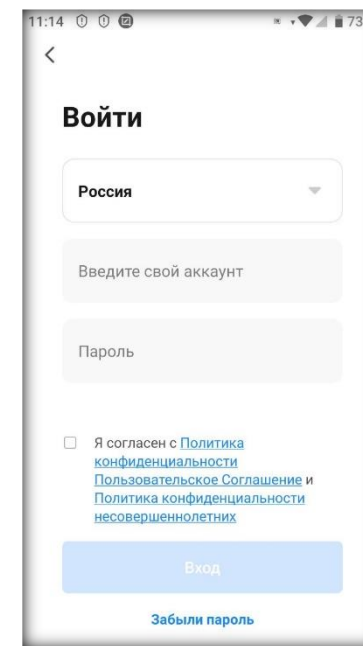 11:14
73
Войти
Россия
Введите свой аккаунт
Пароль
Я согласен с Политика
конфиденциальности
Пользовательское Соглашение и
Политика конфиденциальности
несовершеннолетних
Вход
Забыли пароль